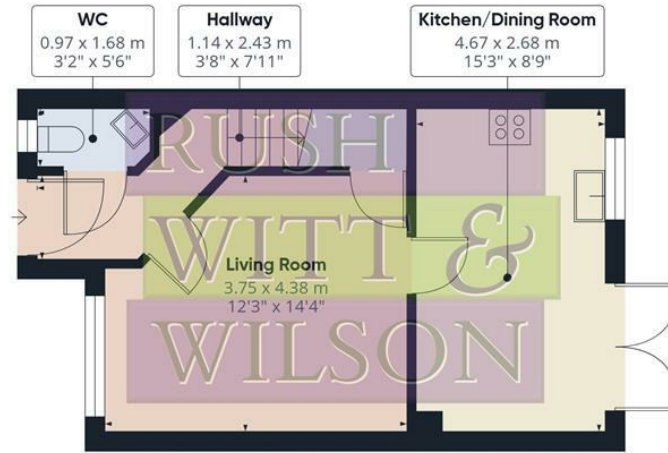 WC
0.97 x 1.68 m
3'2" x 5'6"
Hallway
1.14 x 2.43 m
3'8" x 7'11"
Kitchen/Dining Room
4.67 x 2.68 m
15'3" x 8'9"
RUSH
WITT &
WILSON
Living Room
3.75 x 4.38 m
12'3" x 14'4"